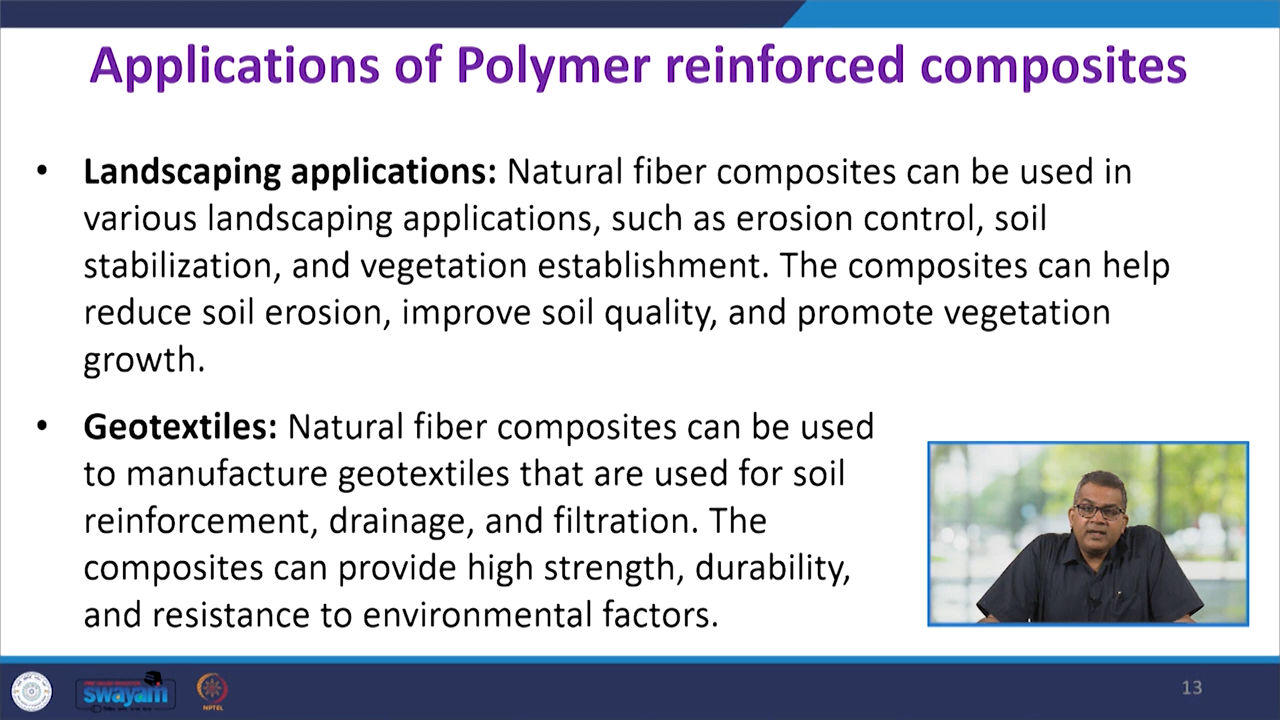 Applications of Polymer reinforced composites
• Landscaping applications: Natural fiber composites can be used in
various landscaping applications, such as erosion control, soil
stabilization, and vegetation establishment. The composites can help
reduce soil erosion, improve soil quality, and promote vegetation
growth.
• Geotextiles: Natural fiber composites can be used
to manufacture geotextiles that are used for soil
reinforcement, drainage, and filtration. The
composites can provide high strength, durability,
and resistance to environmental factors.
swayam
NPTEL
13